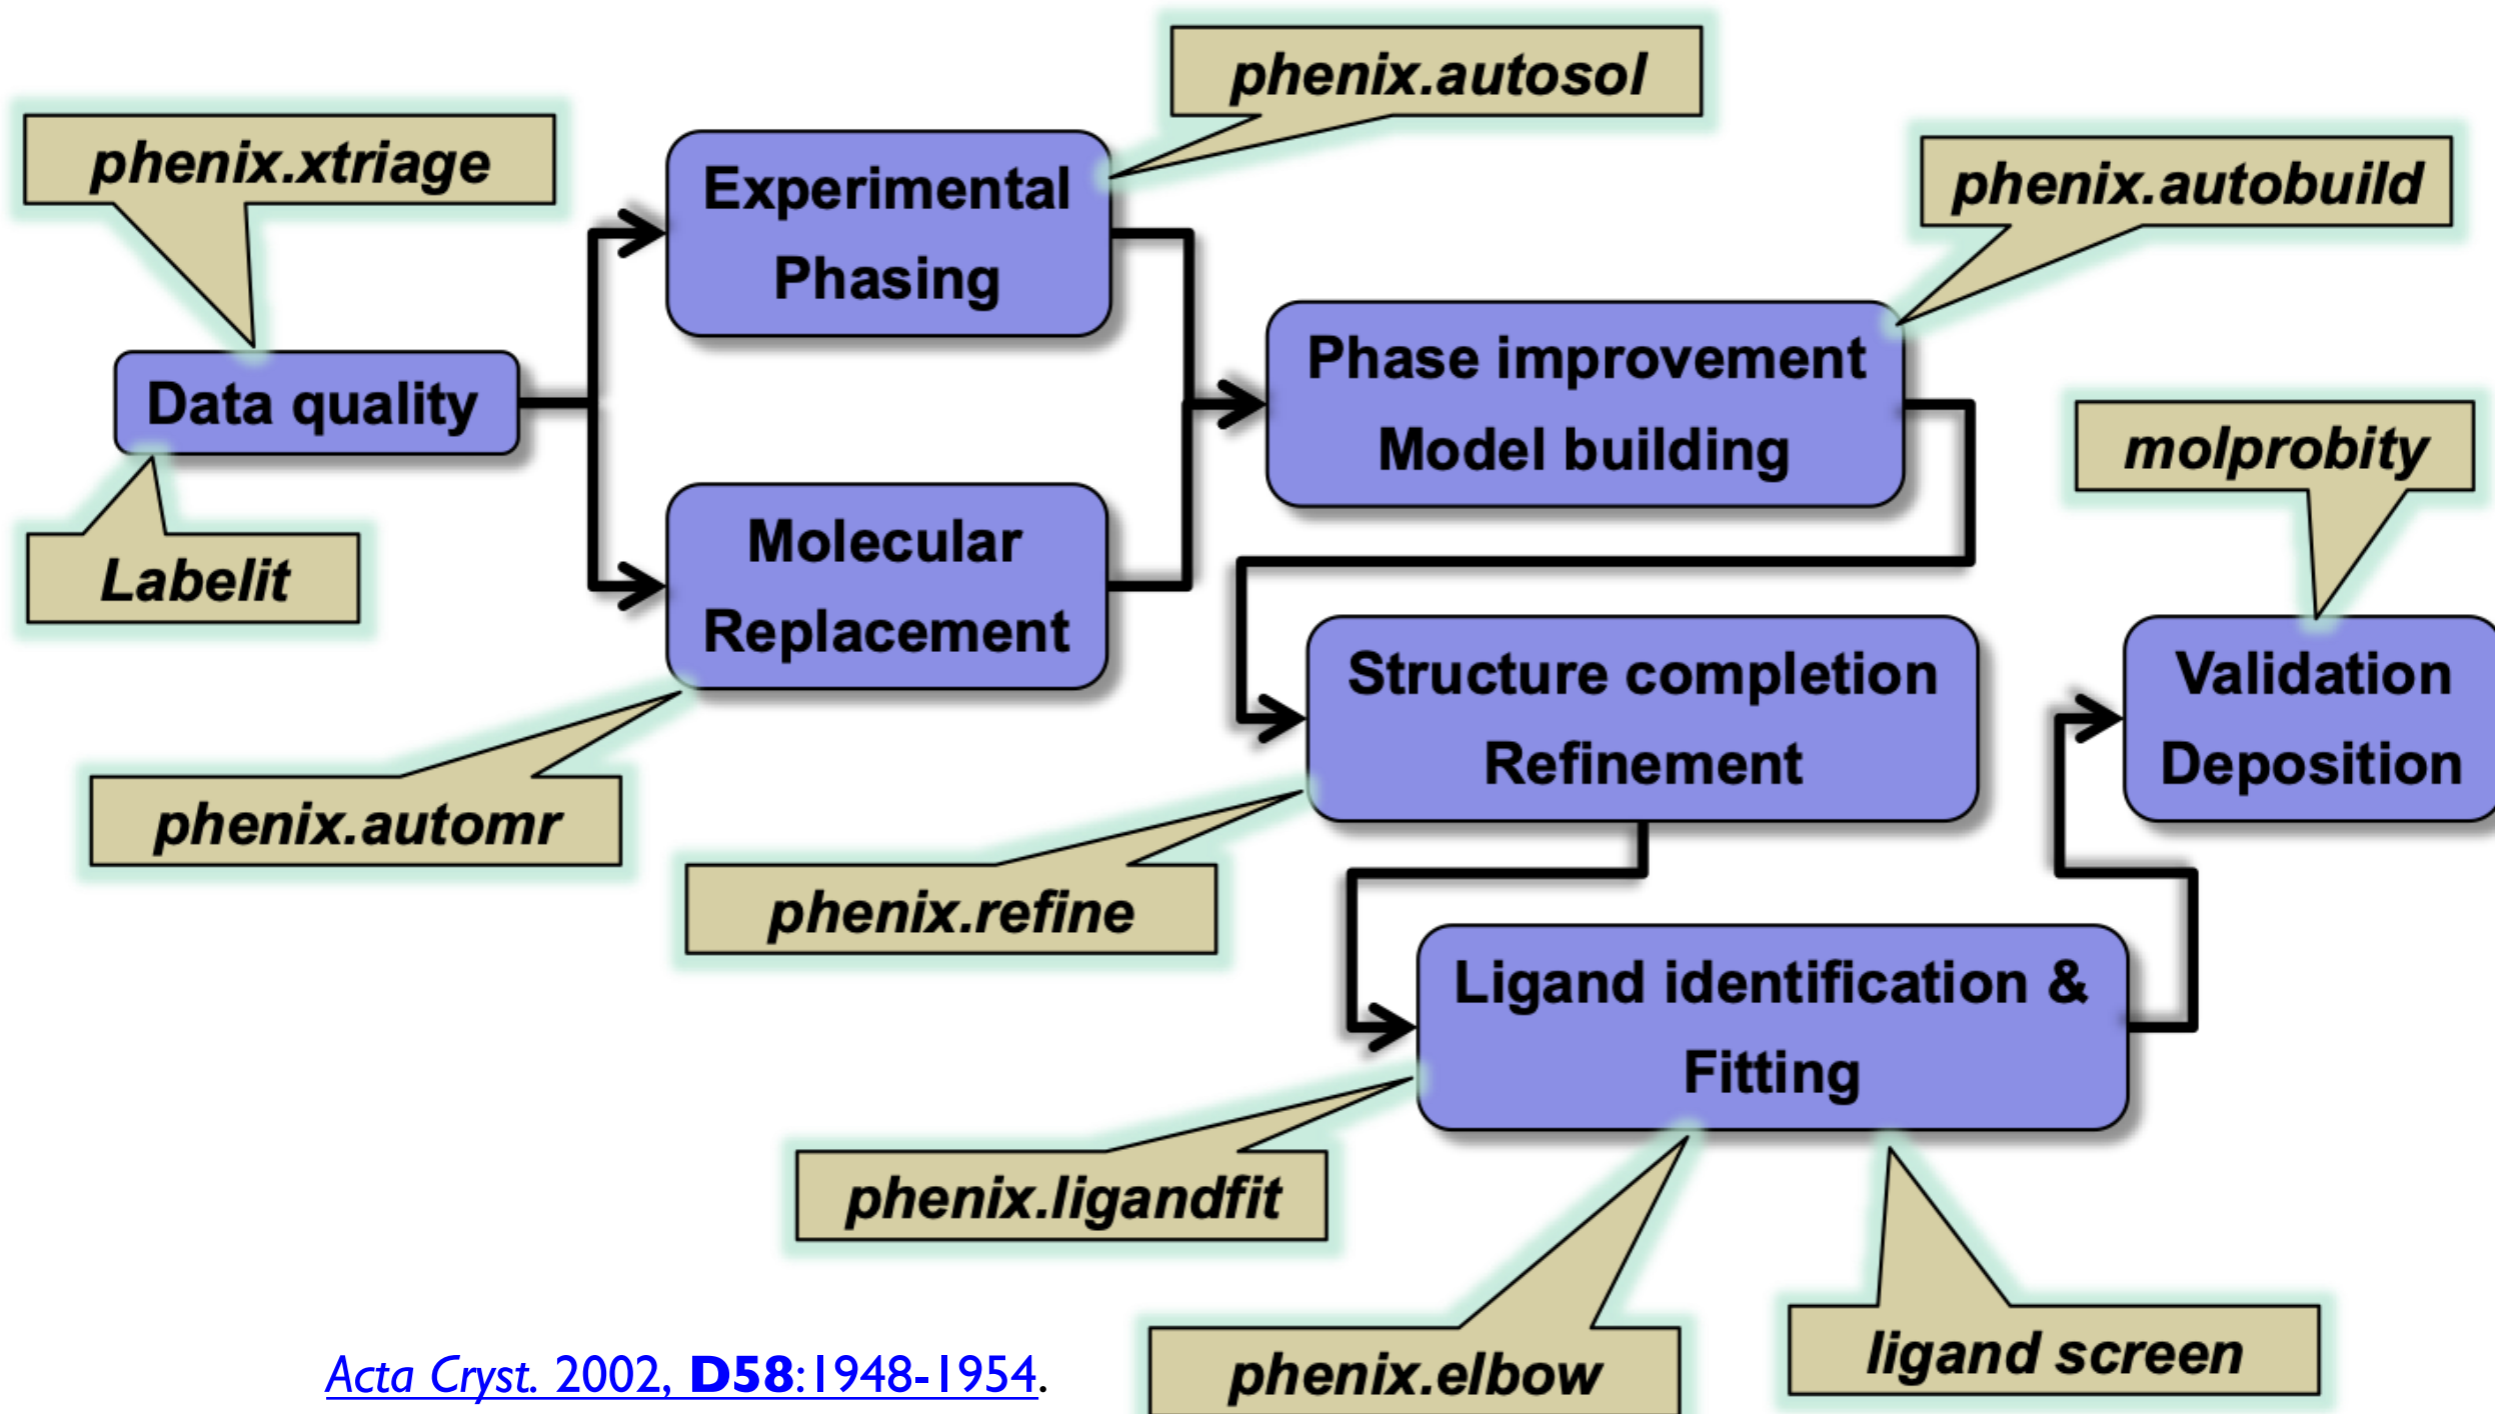 phenix.autosol
phenix.xtriage
Experimental
Phasing
phenix.autobuild
Data quality
Phase improvement
Model building
molprobity
Labelit
Molecular
Replacement
Structure completion
Refinement
Validation
Deposition
phenix.automr
phenix.refine
Ligand identification &
Fitting
phenix.ligandfit
phenix.elbow
ligand screen
Acta Cryst. 2002, D58:1948-1954.